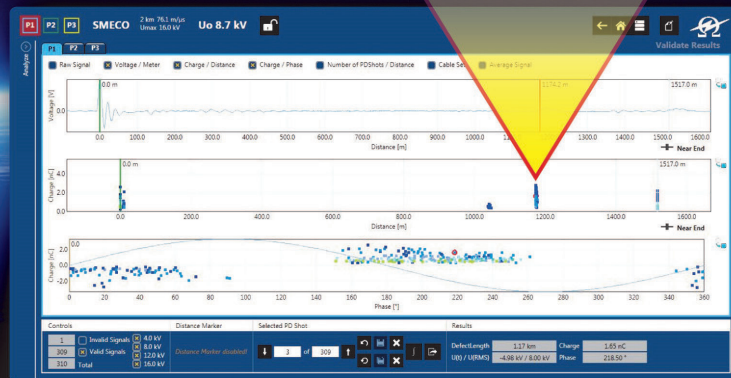 P1 P2 P3 SMECO 2 km 76.1 m/µs Uo 8.7 kV
Umax 16.0 kV
Validate Results
Analyze
P1 P2 P3
Raw Signal Voltage / Meter Charge / Distance Charge / Phase Number of PDShots / Distance Cable Set Average Signal
0.0 m 1174.2 m 1517.0 m
Voltage [V]
0.0
0.0 100.0 200.0 300.0 400.0 500.0 600.0 700.0 800.0 900.0 1000.0 1200.0 1300.0 1400.0 1500.0 1600.0
Distance [m]
Near End
0.0 m 1517.0 m
Charge [nC]
4.0
2.0
0.0
0.0 200.0 400.0 600.0 800.0 1000.0 1200.0 1400.0 1600.0
Distance [m]
Near End
0.0
Charge [nC]
2.0
0.0
-2.0
0 20 40 60 80 100 120 140 160 180 200 220 240 260 280 300 320 340 360
Phase [°]
Controls Distance Marker Selected PD Shot Results
1 Invalid Signals 4.0 kV
309 Valid Signals 8.0 kV
12.0 kV
310 Total 16.0 kV
Distance Marker disabled!
3 of 309
DefectLength 1.17 km Charge 1.65 nC
U(t) / U(RMS) -4.98 kV / 8.00 kV Phase 218.50 °